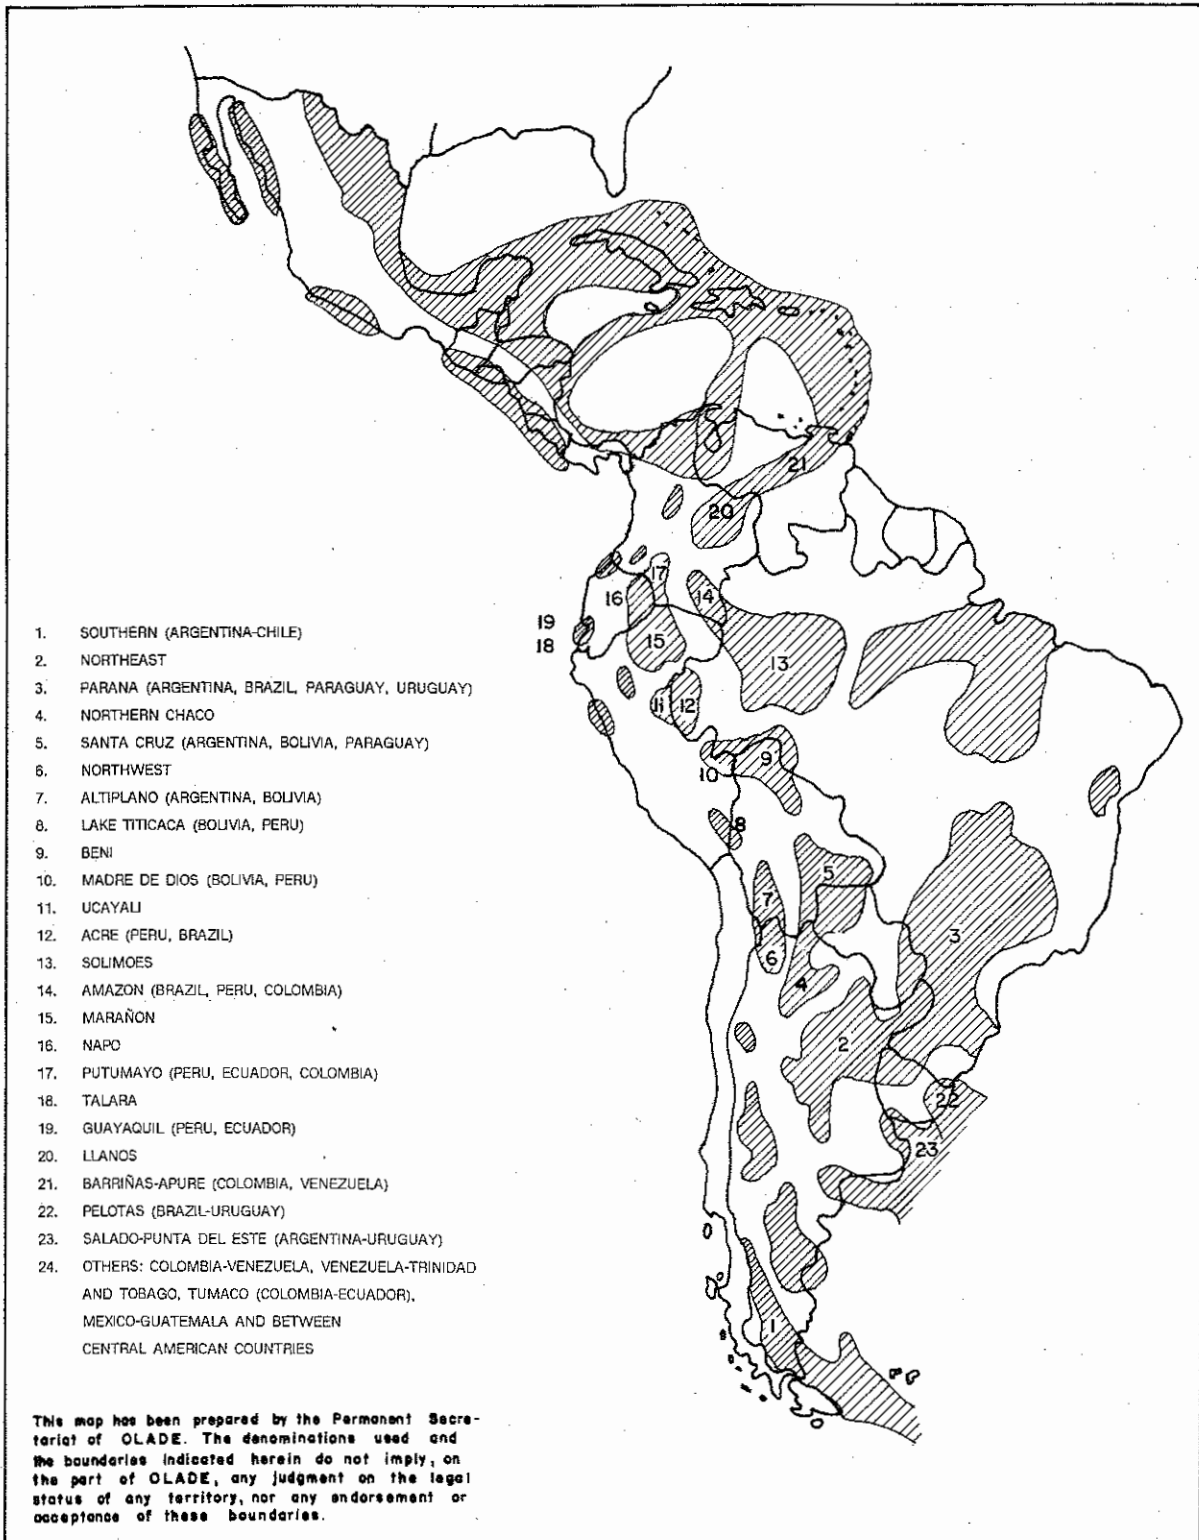 21
20
17
16
14
19
18
15
13
11
12
10
9
8
5
7
3
6
4
2
22
23
1
1. SOUTHERN (ARGENTINA-CHILE)
2. NORTHEAST
3. PARANA (ARGENTINA, BRAZIL, PARAGUAY, URUGUAY)
4. NORTHERN CHACO
5. SANTA CRUZ (ARGENTINA, BOLIVIA, PARAGUAY)
6. NORTHWEST
7. ALTIPLANO (ARGENTINA, BOLIVIA)
8. LAKE TITICACA (BOLIVIA, PERU)
9. BENI
10. MADRE DE DIOS (BOLIVIA, PERU)
11. UCAYALI
12. ACRE (PERU, BRAZIL)
13. SOLIMOES
14. AMAZON (BRAZIL, PERU, COLOMBIA)
15. MARAÑON
16. NAPO
17. PUTUMAYO (PERU, ECUADOR, COLOMBIA)
18. TALARA
19. GUAYAQUIL (PERU, ECUADOR)
20. LLANOS
21. BARRIÑAS-APURE (COLOMBIA, VENEZUELA)
22. PELOTAS (BRAZIL-URUGUAY)
23. SALADO-PUNTA DEL ESTE (ARGENTINA-URUGUAY)
24. OTHERS: COLOMBIA-VENEZUELA, VENEZUELA-TRINIDAD
AND TOBAGO, TUMACO (COLOMBIA-ECUADOR),
MEXICO-GUATEMALA AND BETWEEN
CENTRAL AMERICAN COUNTRIES
This map has been prepared by the Permanent Secre-
tariat of OLADE. The denominations used and
the boundaries indicated herein do not imply, on
the part of OLADE, any judgment on the legal
status of any territory, nor any endorsement or
acceptance of these boundaries.